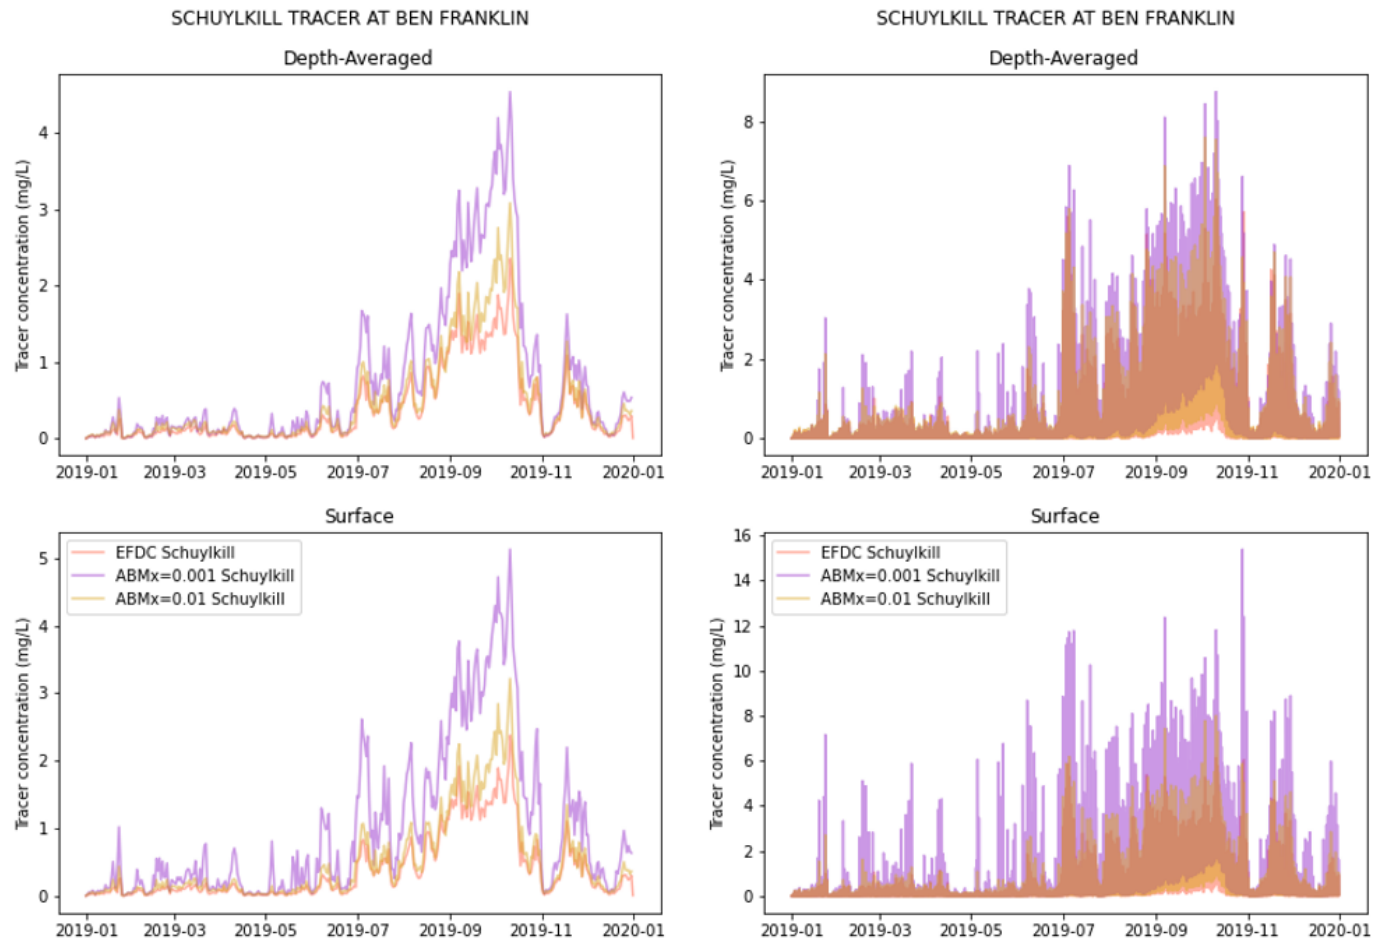 SCHUYLKILL TRACER AT BEN FRANKLIN
Depth-Averaged
Tracer concentration (mg/L)
4
3
2
1
0
2019-01 2019-03 2019-05 2019-07 2019-09 2019-11 2020-01
Surface
EFDC Schuylkill
ABMx=0.001 Schuylkill
ABMx=0.01 Schuylkill
Tracer concentration (mg/L)
5
4
3
2
1
0
2019-01 2019-03 2019-05 2019-07 2019-09 2019-11 2020-01
SCHUYLKILL TRACER AT BEN FRANKLIN
Depth-Averaged
Tracer concentration (mg/L)
8
6
4
2
0
2019-01 2019-03 2019-05 2019-07 2019-09 2019-11 2020-01
Surface
EFDC Schuylkill
ABMx=0.001 Schuylkill
ABMx=0.01 Schuylkill
Tracer concentration (mg/L)
16
14
12
10
8
6
4
2
0
2019-01 2019-03 2019-05 2019-07 2019-09 2019-11 2020-01